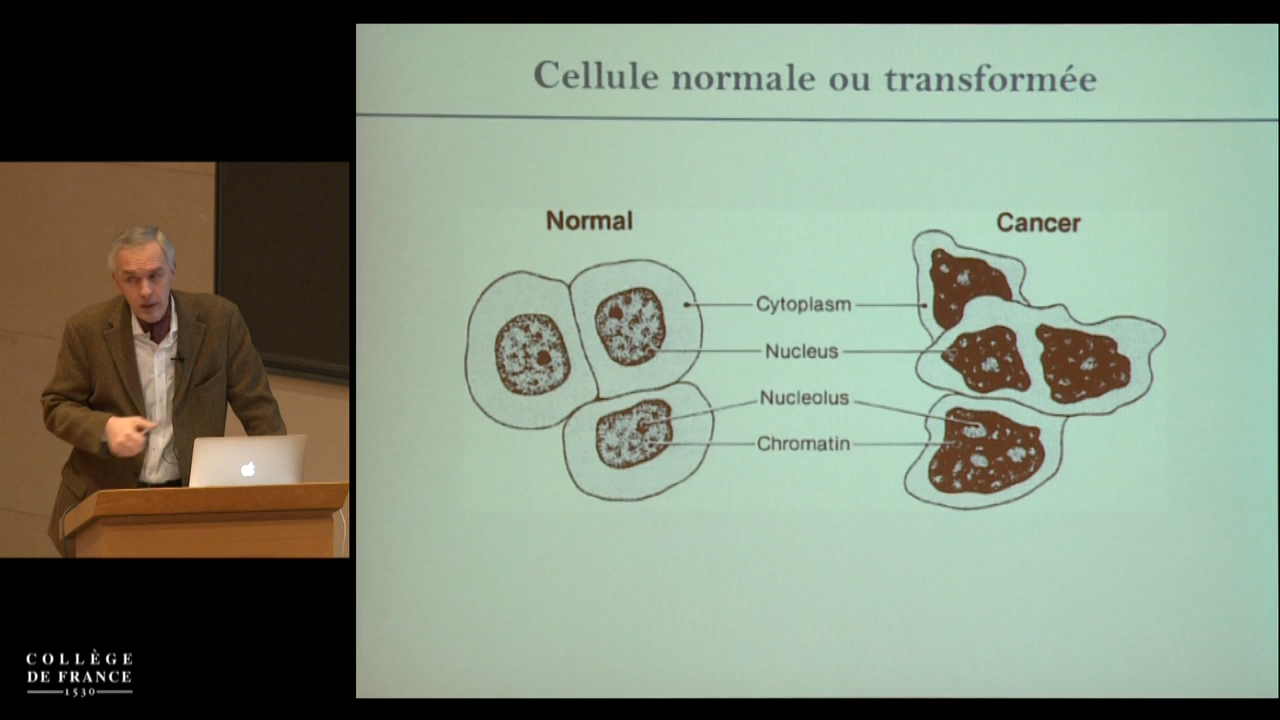 Cellule normale ou transformée
Normal
Cancer
Cytoplasm
Nucleus
Nucleolus
Chromatin
COLLÈGE
DE FRANCE
1530